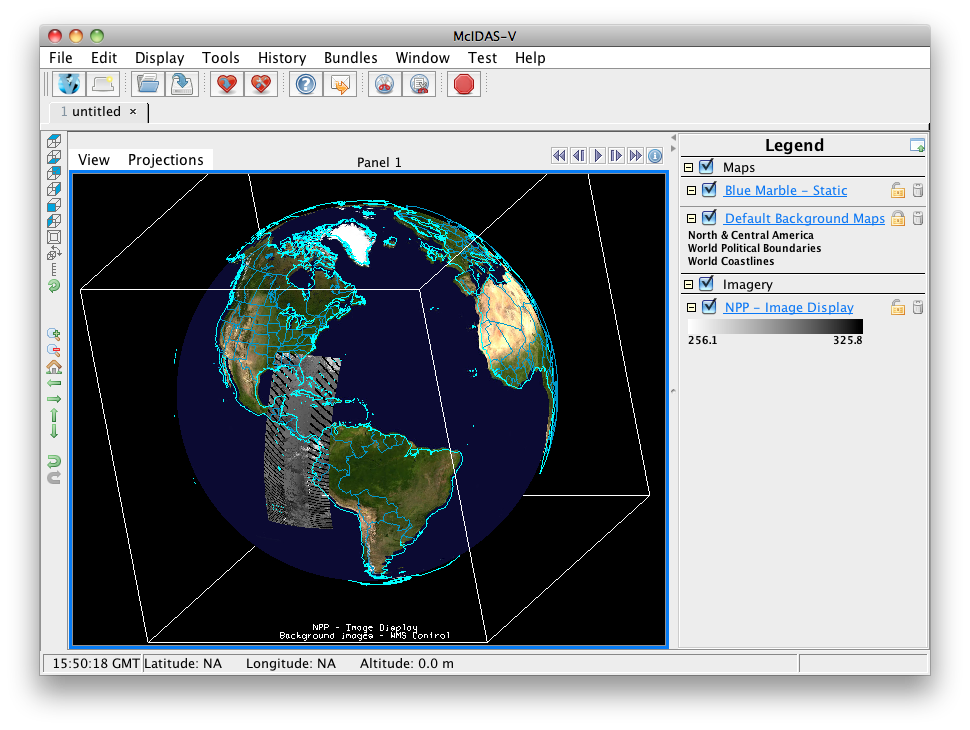 McIDAS-V
File Edit Display Tools History Bundles Window Test Help
1 untitled ×
View Projections
Panel 1
Legend
Maps
Blue Marble - Static
Default Background Maps
North & Central America
World Political Boundaries
World Coastlines
Imagery
NPP - Image Display
256.1 325.8
NPP - Image Display
Background images - WMS Control
15:50:18 GMT Latitude: NA Longitude: NA Altitude: 0.0 m